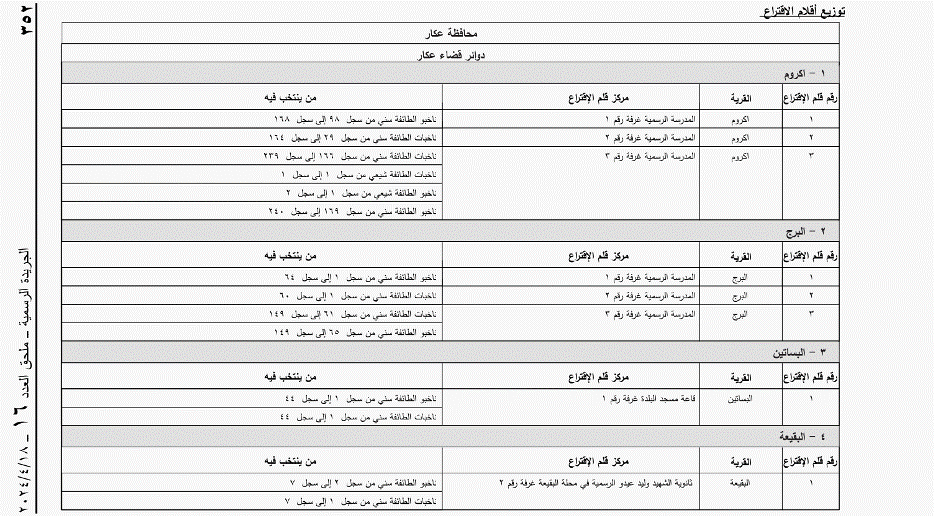 توزيع أقلام الاقتراع
محافظة عكار
دوائر قضاء عكار
١ - اكروم
رقم قلم الإقتراع القرية مركز قلم الإقتراع من ينتخب فيه
١ اكروم المدرسة الرسمية غرفة رقم ١ ناخبو الطائفة سني من سجل ٩٨ إلى سجل ١٦٨
٢ اكروم المدرسة الرسمية غرفة رقم ٢ ناخبات الطائفة سني من سجل ٢٩ إلى سجل ١٦٤
٣ اكروم المدرسة الرسمية غرفة رقم ٣ ناخبات الطائفة سني من سجل ١٦٦ إلى سجل ٢٣٩
ناخبات الطائفة شيعي من سجل ١ إلى سجل ١
ناخبو الطائفة شيعي من سجل ١ إلى سجل ٢
ناخبو الطائفة سني من سجل ١٦٩ إلى سجل ٢٤٠
٢ - البرج
رقم قلم الإقتراع القرية مركز قلم الإقتراع من ينتخب فيه
١ البرج المدرسة الرسمية غرفة رقم ١ ناخبو الطائفة سني من سجل ١ إلى سجل ٦٤
٢ البرج المدرسة الرسمية غرفة رقم ٢ ناخبات الطائفة سني من سجل ١ إلى سجل ٦٠
٣ البرج المدرسة الرسمية غرفة رقم ٣ ناخبات الطائفة سني من سجل ٦١ إلى سجل ١٤٩
ناخبو الطائفة سني من سجل ٦٥ إلى سجل ١٤٩
٣ - البساتين
رقم قلم الإقتراع القرية مركز قلم الإقتراع من ينتخب فيه
١ البساتين قاعة مسجد البلدة غرفة رقم ١ ناخبو الطائفة سني من سجل ١ إلى سجل ٤٤
ناخبات الطائفة سني من سجل ١ إلى سجل ٤٤
٤ - البقيعة
رقم قلم الإقتراع القرية مركز قلم الإقتراع من ينتخب فيه
١ البقيعة ثانوية الشهيد وليد عبدو الرسمية في محلة البقيعة غرفة رقم ٢ ناخبو الطائفة سني من سجل ٢ إلى سجل ٧
ناخبات الطائفة سني من سجل ١ إلى سجل ٧
٣٥٢
الجريدة الرسمية - ملحق العدد ١٦ - ٢٠٢٤/٤/١٨